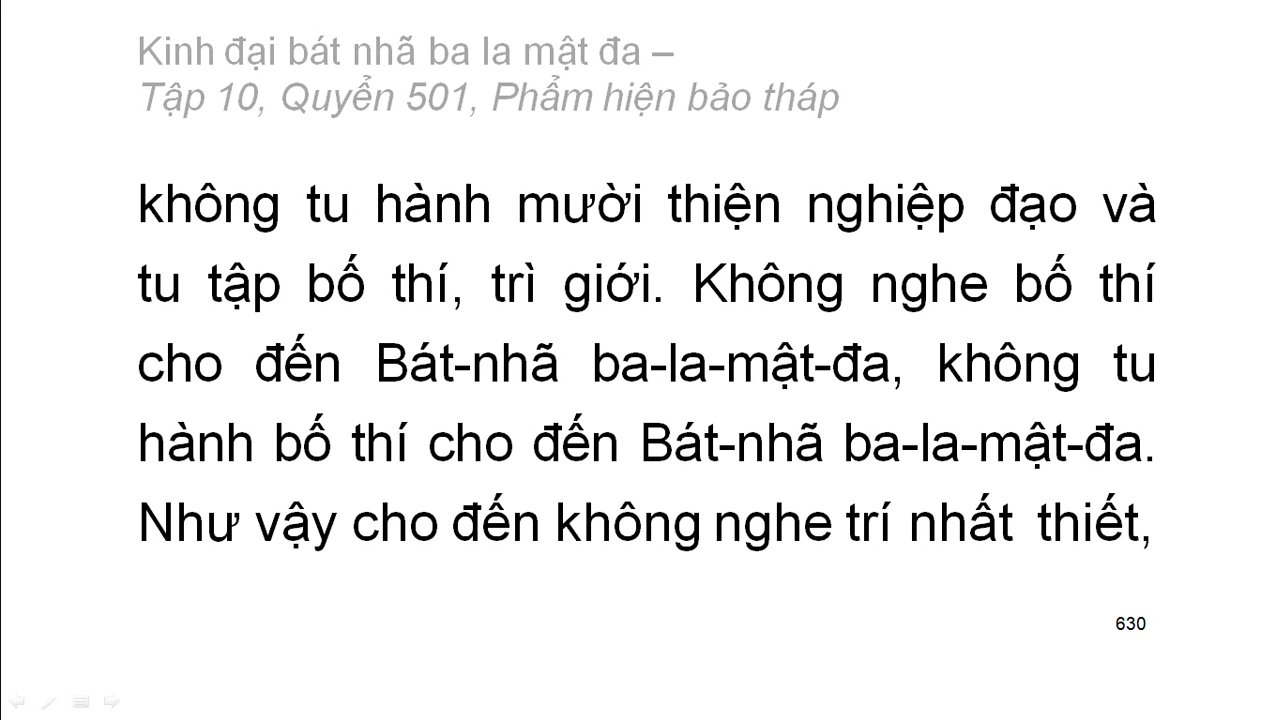 Kinh đại bát nhã ba la mật đa –
Tập 10, Quyển 501, Phẩm hiện bảo tháp
không tu hành mười thiện nghiệp đạo và
tu tập bố thí, trì giới. Không nghe bố thí
cho đến Bát-nhã ba-la-mật-đa, không tu
hành bố thí cho đến Bát-nhã ba-la-mật-đa.
Như vậy cho đến không nghe trí nhất thiết,
630